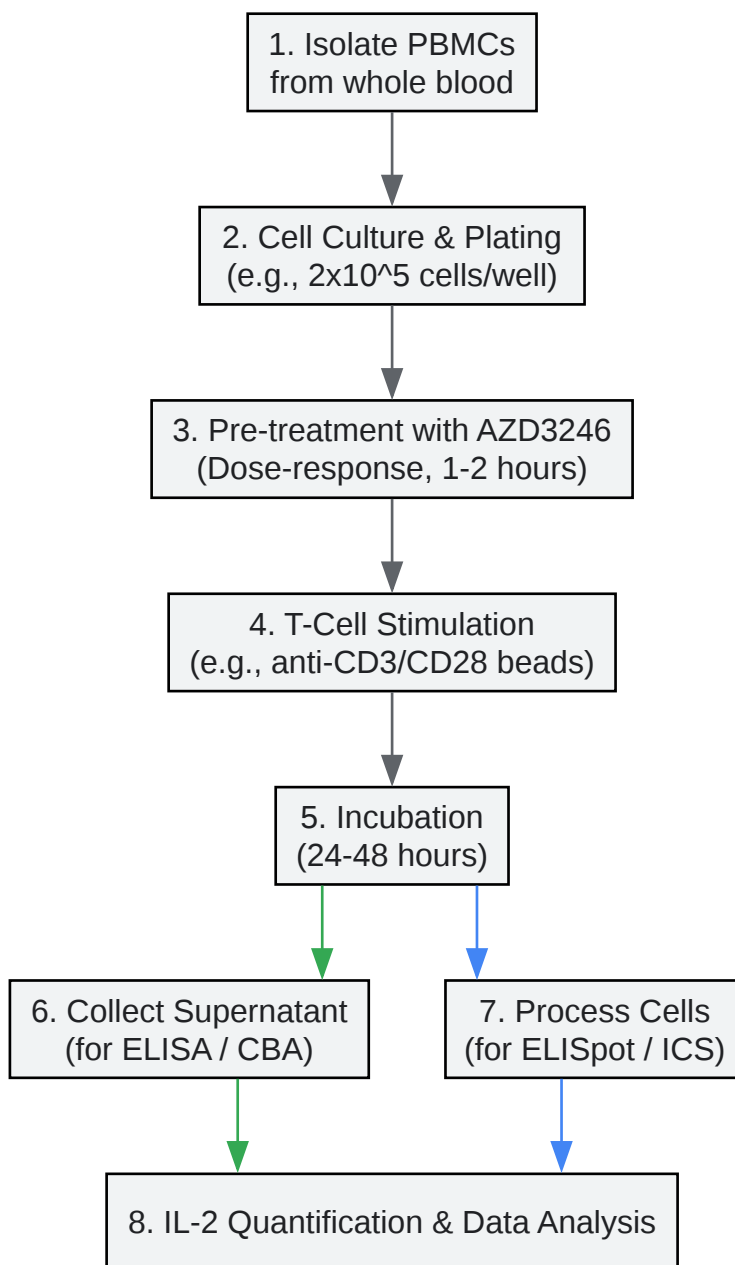 1. Isolate PBMCs
from whole blood
2. Cell Culture & Plating
(e.g., 2x10^5 cells/well)
3. Pre-treatment with AZD3246
(Dose-response, 1-2 hours)
4. T-Cell Stimulation
(e.g., anti-CD3/CD28 beads)
5. Incubation
(24-48 hours)
6. Collect Supernatant
(for ELISA / CBA)
7. Process Cells
(for ELISpot / ICS)
8. IL-2 Quantification & Data Analysis